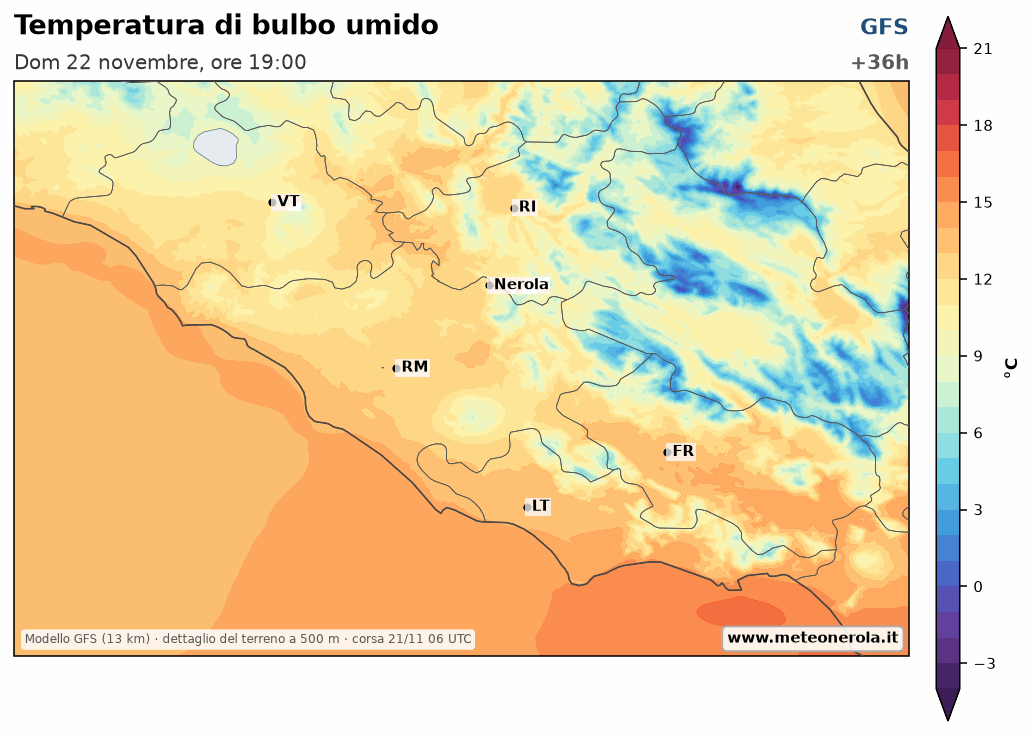 Temperatura di bulbo umido
GFS
Dom 22 novembre, ore 19:00
+36h
VT
RI
Nerola
RM
FR
LT
Modello GFS (13 km) · dettaglio del terreno a 500 m · corsa 21/11 06 UTC
www.meteonerola.it
21
18
15
12
9
6
3
0
−3
°C